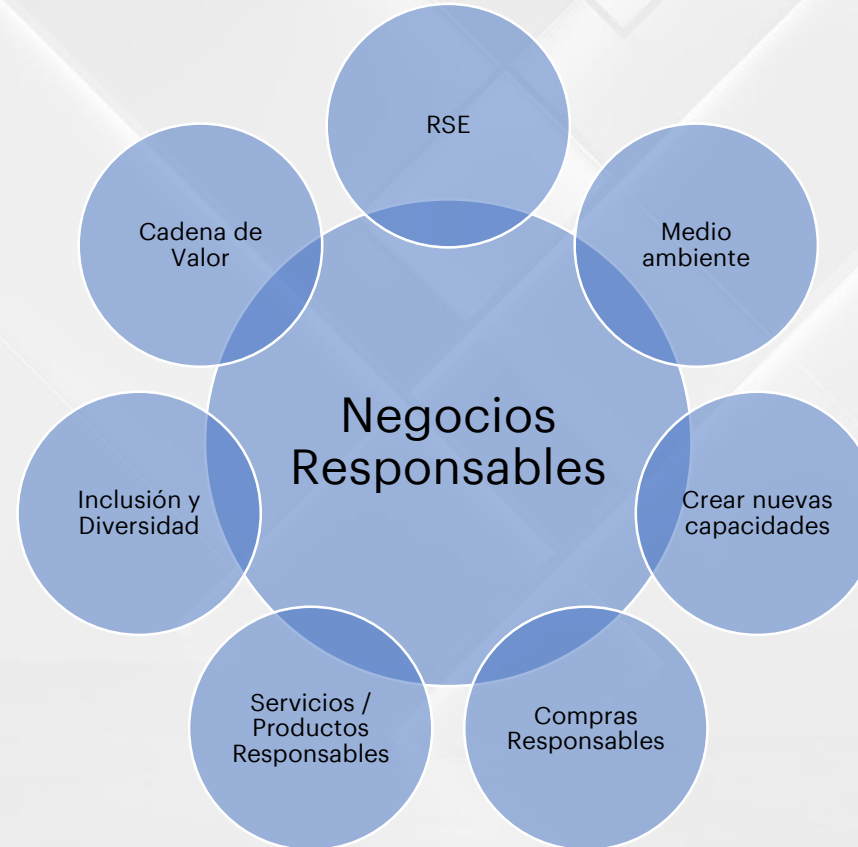 RSE
Cadena de
Valor
Medio
ambiente
Negocios
Responsables
Inclusión y
Diversidad
Crear nuevas
capacidades
Servicios /
Productos
Responsables
Compras
Responsables